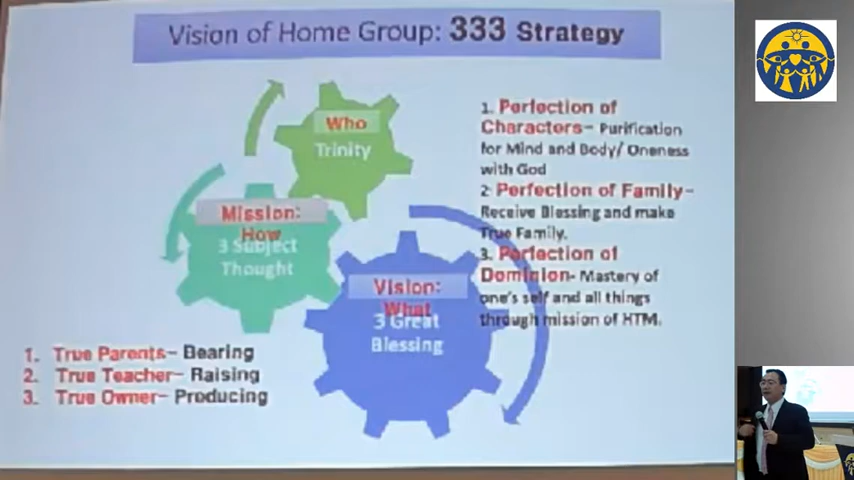 Vision of Home Group: 333 Strategy
Who
Trinity
Mission:
How
3 Subject
Thought
Vision:
What
3 Great
Blessing
1. Perfection of
Charactors– Purification
for Mind and Body/ Oneness
with God
2. Perfection of Family–
Receive Blessing and make
True Family.
3. Perfection of
Dominion– Mastery of
one's self and all things
through mission of HTM.
1. True Parents– Bearing
2. True Teacher– Raising
3. True Owner– Producing